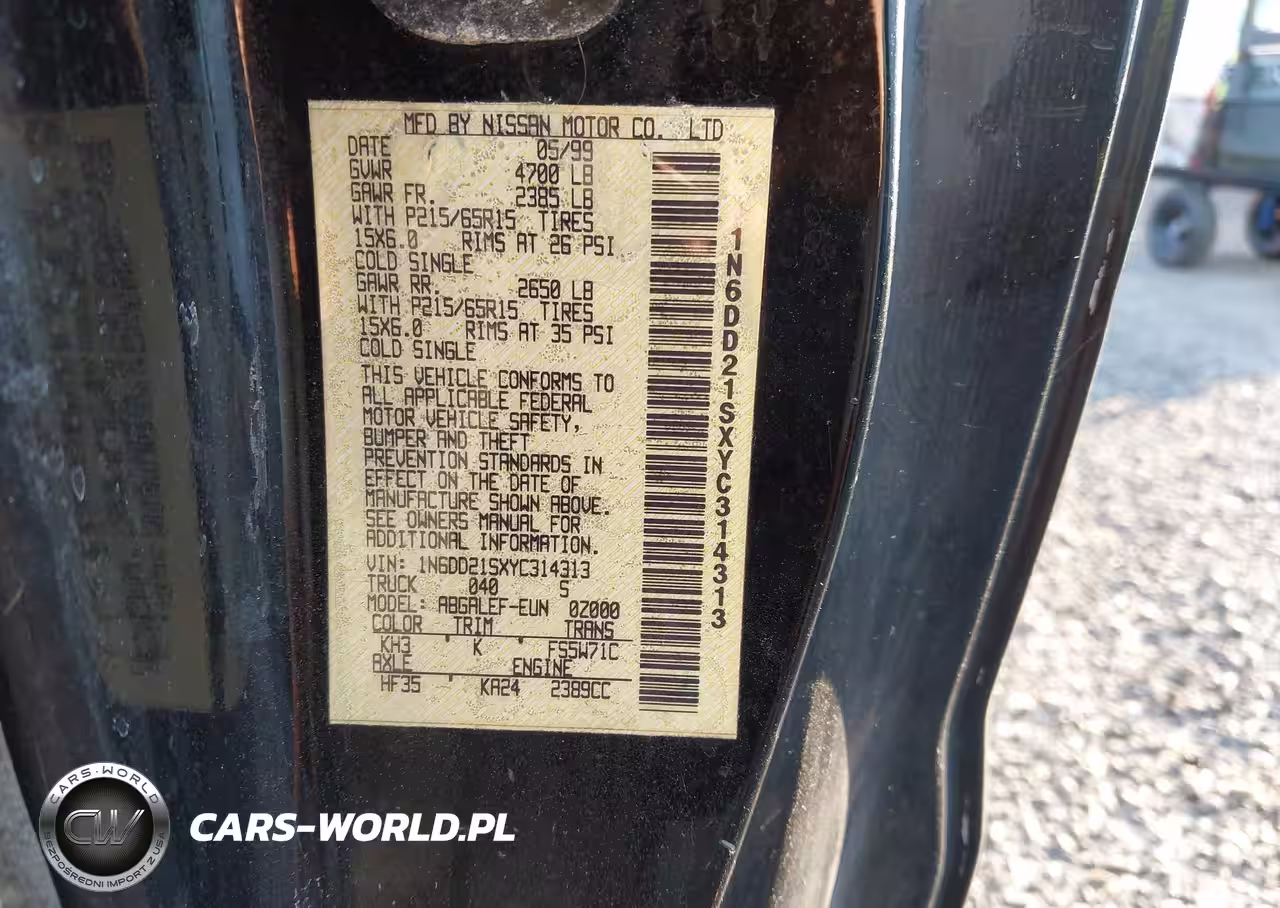 MFD BY NISSAN MOTOR CO. LTD
DATE 05/99
GVWR 4700 LB
GAWR FR. 2385 LB
WITH P215/65R15 TIRES
15X6.0 RIMS AT 26 PSI
COLD SINGLE
GAWR RR. 2650 LB
WITH P215/65R15 TIRES
15X6.0 RIMS AT 35 PSI
COLD SINGLE
THIS VEHICLE CONFORMS TO
ALL APPLICABLE FEDERAL
MOTOR VEHICLE SAFETY,
BUMPER AND THEFT
PREVENTION STANDARDS IN
EFFECT ON THE DATE OF
MANUFACTURE SHOWN ABOVE.
SEE OWNERS MANUAL FOR
ADDITIONAL INFORMATION.
VIN: 1N6DD21SXYC314313
TRUCK 040 S
MODEL: ABGALEF-EUN 0Z000
COLOR TRIM TRANS
KH3 K FS5W71C
AXLE ENGINE
HF35 KA24 2389CC
1N6DD21SXYC314313
CARS-WORLD
CW
BEZPOŚREDNI IMPORT Z USA
CARS-WORLD.PL